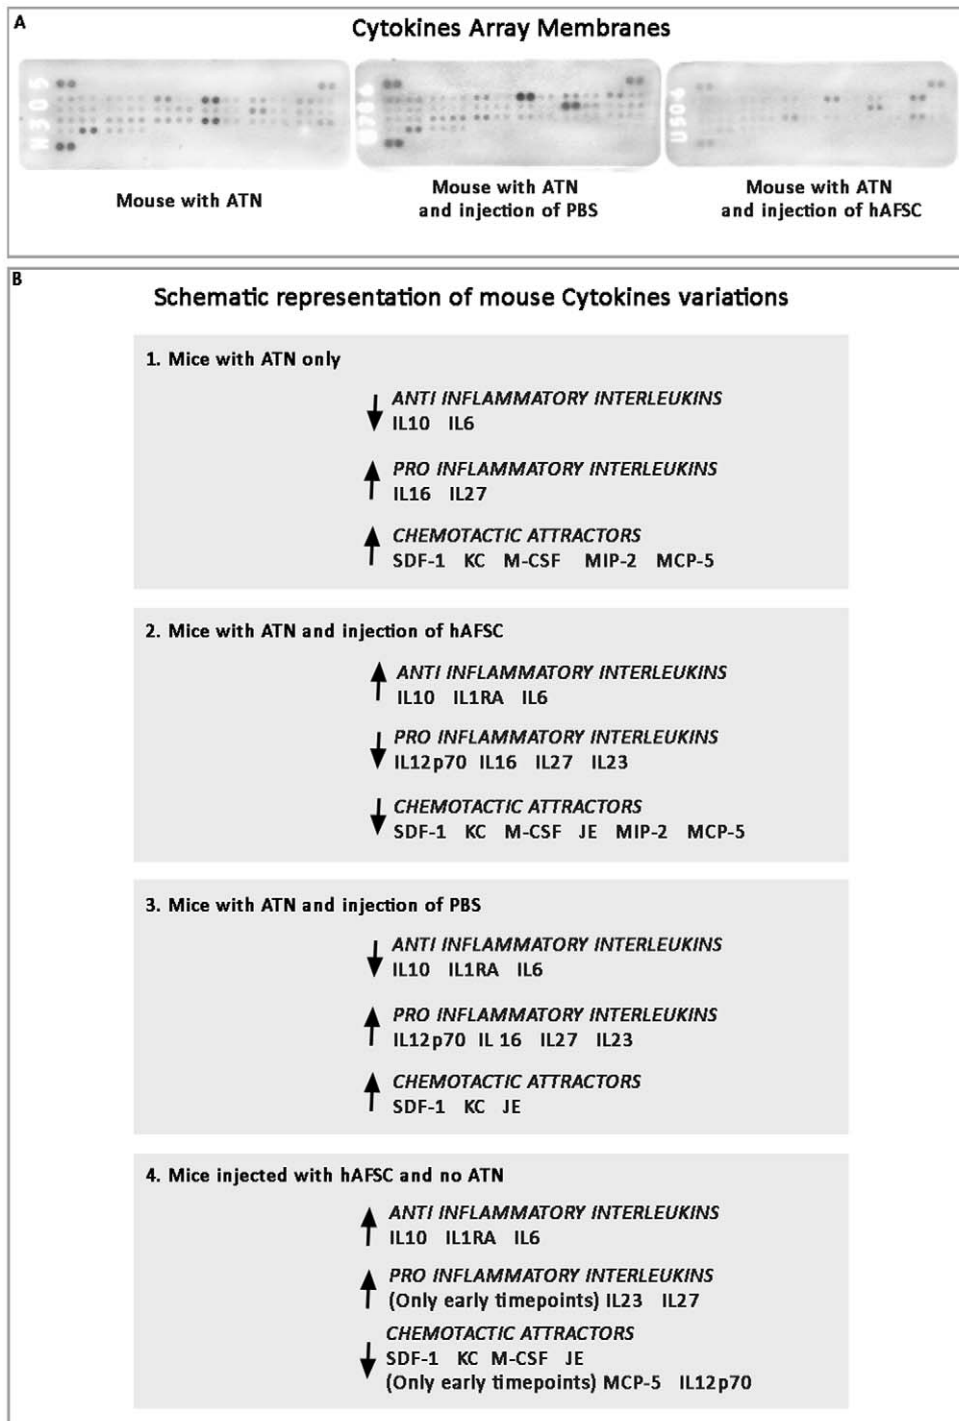 A
Cytokines Array Membranes
Mouse with ATN
Mouse with ATN
and injection of PBS
Mouse with ATN
and injection of hAFSC
B
Schematic representation of mouse Cytokines variations
1. Mice with ATN only
ANTI INFLAMMATORY INTERLEUKINS
IL10 IL6
PRO INFLAMMATORY INTERLEUKINS
IL16 IL27
CHEMOTACTIC ATTRACTORS
SDF-1 KC M-CSF MIP-2 MCP-5
2. Mice with ATN and injection of hAFSC
ANTI INFLAMMATORY INTERLEUKINS
IL10 IL1RA IL6
PRO INFLAMMATORY INTERLEUKINS
IL12p70 IL16 IL27 IL23
CHEMOTACTIC ATTRACTORS
SDF-1 KC M-CSF JE MIP-2 MCP-5
3. Mice with ATN and injection of PBS
ANTI INFLAMMATORY INTERLEUKINS
IL10 IL1RA IL6
PRO INFLAMMATORY INTERLEUKINS
IL12p70 IL 16 IL27 IL23
CHEMOTACTIC ATTRACTORS
SDF-1 KC JE
4. Mice injected with hAFSC and no ATN
ANTI INFLAMMATORY INTERLEUKINS
IL10 IL1RA IL6
PRO INFLAMMATORY INTERLEUKINS
(Only early timepoints) IL23 IL27
CHEMOTACTIC ATTRACTORS
SDF-1 KC M-CSF JE
(Only early timepoints) MCP-5 IL12p70